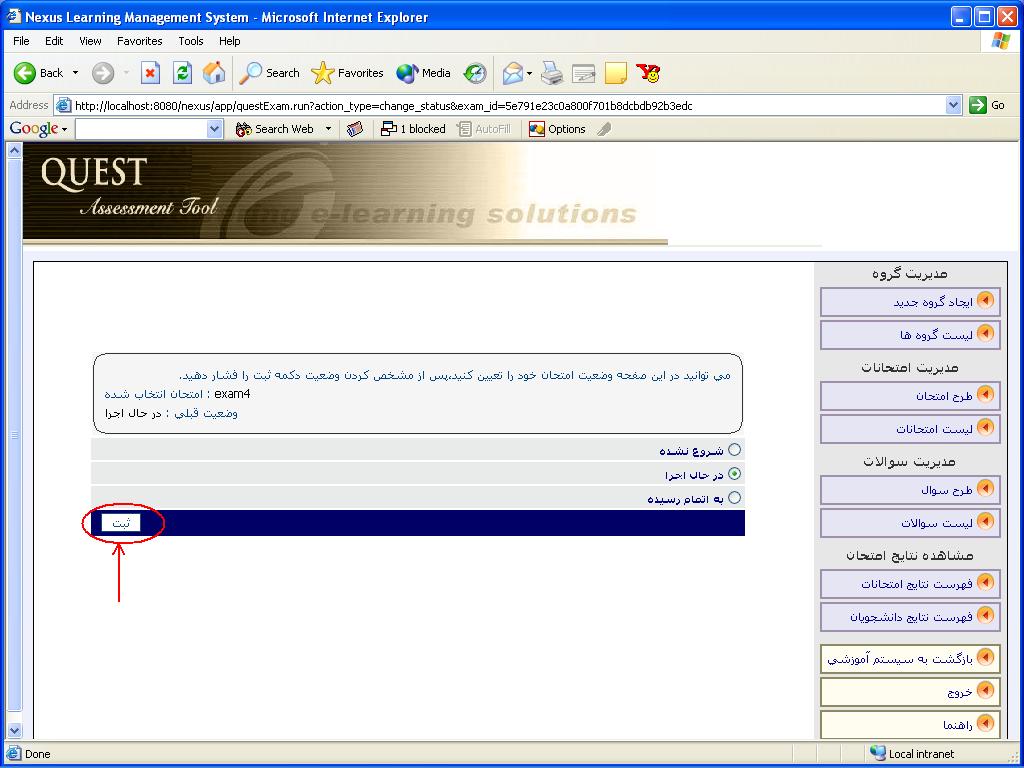 Nexus Learning Management System - Microsoft Internet Explorer
File Edit View Favorites Tools Help
Back Search Favorites Media
Address http://localhost:8080/nexus/app/questExam.run?action_type=change_status&exam_id=5e791e23c0a800f701b8dcbdb92b3edc Go
Google Search Web 1 blocked AutoFill Options
QUEST
Assessment Tool
e-learning solutions
مديريت گروه
ايجاد گروه جديد
ليست گروه ها
مديريت امتحانات
طرح امتحان
ليست امتحانات
مديريت سوالات
طرح سوال
ليست سوالات
مشاهده نتايج امتحان
فهرست نتايج امتحانات
فهرست نتايج دانشجويان
بازگشت به سيستم آموزشي
خروج
راهنما
مي توانيد در اين صفحه وضعيت امتحان خود را تعيين كنيد.پس از مشخص كردن وضعيت دكمه ثبت را فشار دهيد.
امتحان انتخاب شده : exam4
وضعيت قبلي : در حال اجرا
شروع نشده
در حال اجرا
به اتمام رسيده
ثبت
Done Local intranet